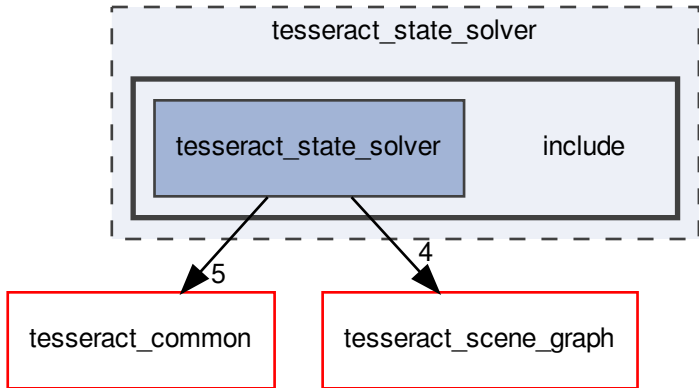 tesseract_state_solver
tesseract_state_solver
include
5
4
tesseract_common
tesseract_scene_graph